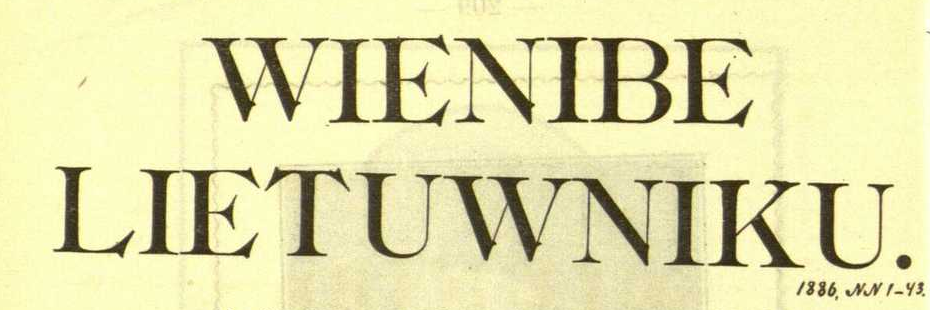 WIENIBE
LIETUWNIKU.
1886, NN 1-43.